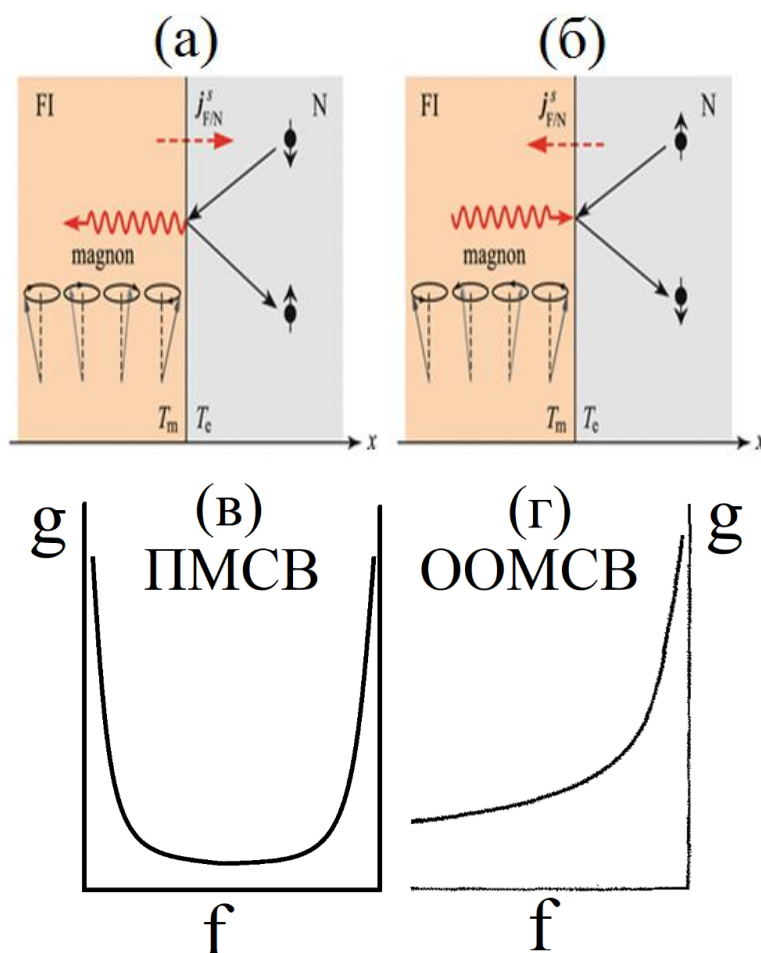 (а)
(б)
FI
j^s_F/N
N
FI
j^s_F/N
N
magnon
magnon
T_m
T_e
x
T_m
T_e
x
(в)
(г)
g
ПМСВ
ООМСВ
g
f
f